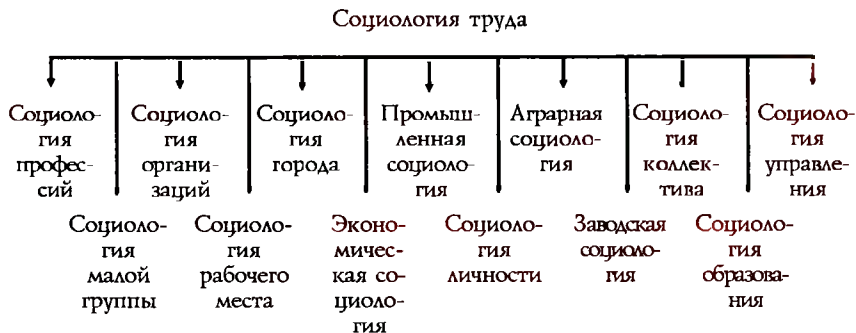 Социология труда
Социоло-
гия
профес-
сий
Социоло-
гия
органи-
заций
Социоло-
гия
города
Промыш-
ленная
социоло-
гия
Аграрная
социоло-
гия
Социоло-
гия
коллек-
тива
Социоло-
гия
управле-
ния
Социоло-
гия
малой
группы
Социоло-
гия
рабочего
места
Эконо-
мичес-
кая со-
циоло-
гия
Социоло-
гия
личности
Заводская
социоло-
гия
Социоло-
гия
образова-
ния